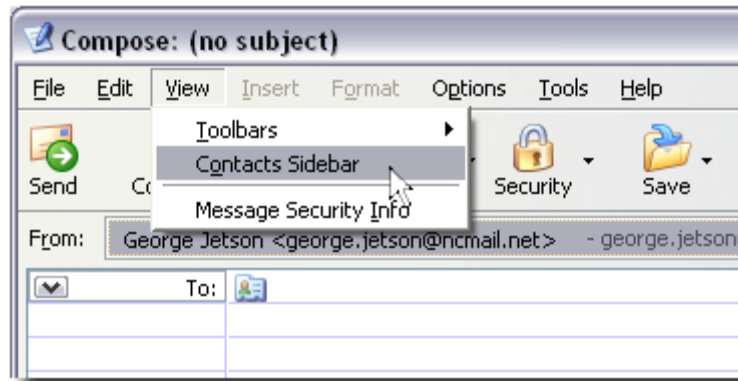 Compose: (no subject)
File Edit View Insert Format Options Tools Help
Toolbars
Contacts Sidebar
Message Security Info
Send Co Security Save
From: George Jetson <george.jetson@ncmail.net> - george.jetson
To: